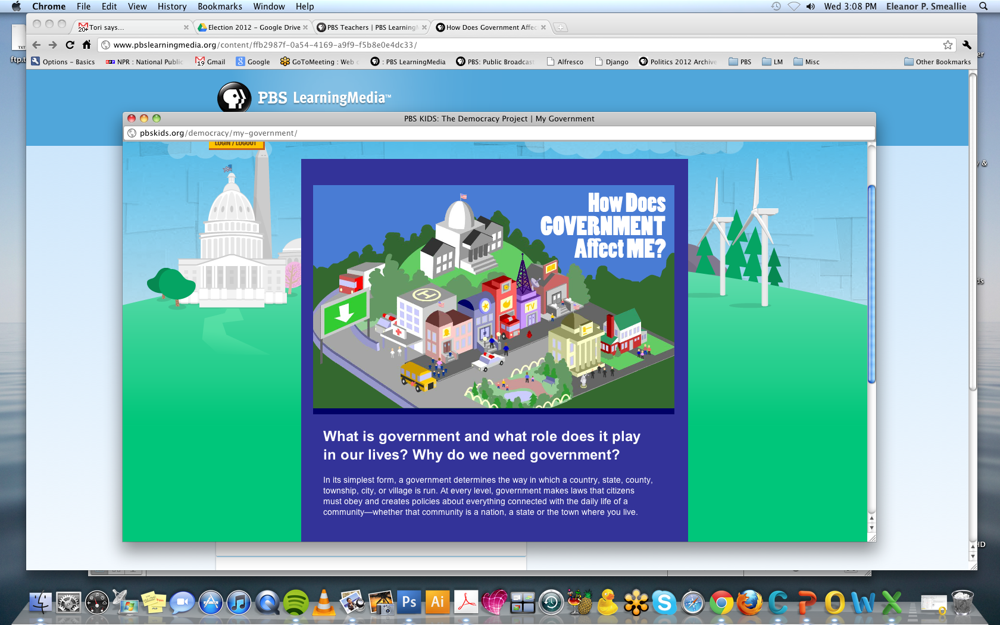 Chrome File Edit View History Bookmarks Window Help Wed 3:08 PM Eleanor P. Smeallie
20+ Tori says... Election 2012 – Google Drive PBS Teachers | PBS Learning How Does Government Affec
www.pbslearningmedia.org/content/ffb2987f-0a54-4169-a9f9-f5b8e0e4dc33/
Options – Basics NPR : National Public 19 Gmail Google GoToMeeting : Web c : PBS LearningMedia PBS: Public Broadcast Alfresco Django Politics 2012 Archive PBS LM Misc Other Bookmarks
TXT
ftp.t
PBS LearningMedia™
PBS KIDS: The Democracy Project | My Government
pbskids.org/democracy/my-government/
LOGIN / LOGOUT
How Does
GOVERNMENT
Affect ME?
H
TV
What is government and what role does it play
in our lives? Why do we need government?
In its simplest form, a government determines the way in which a country, state, county,
township, city, or village is run. At every level, government makes laws that citizens
must obey and creates policies about everything connected with the daily life of a
community—whether that community is a nation, a state or the town where you live.
er
y &
ds
HD
Ps Ai S C P O W X